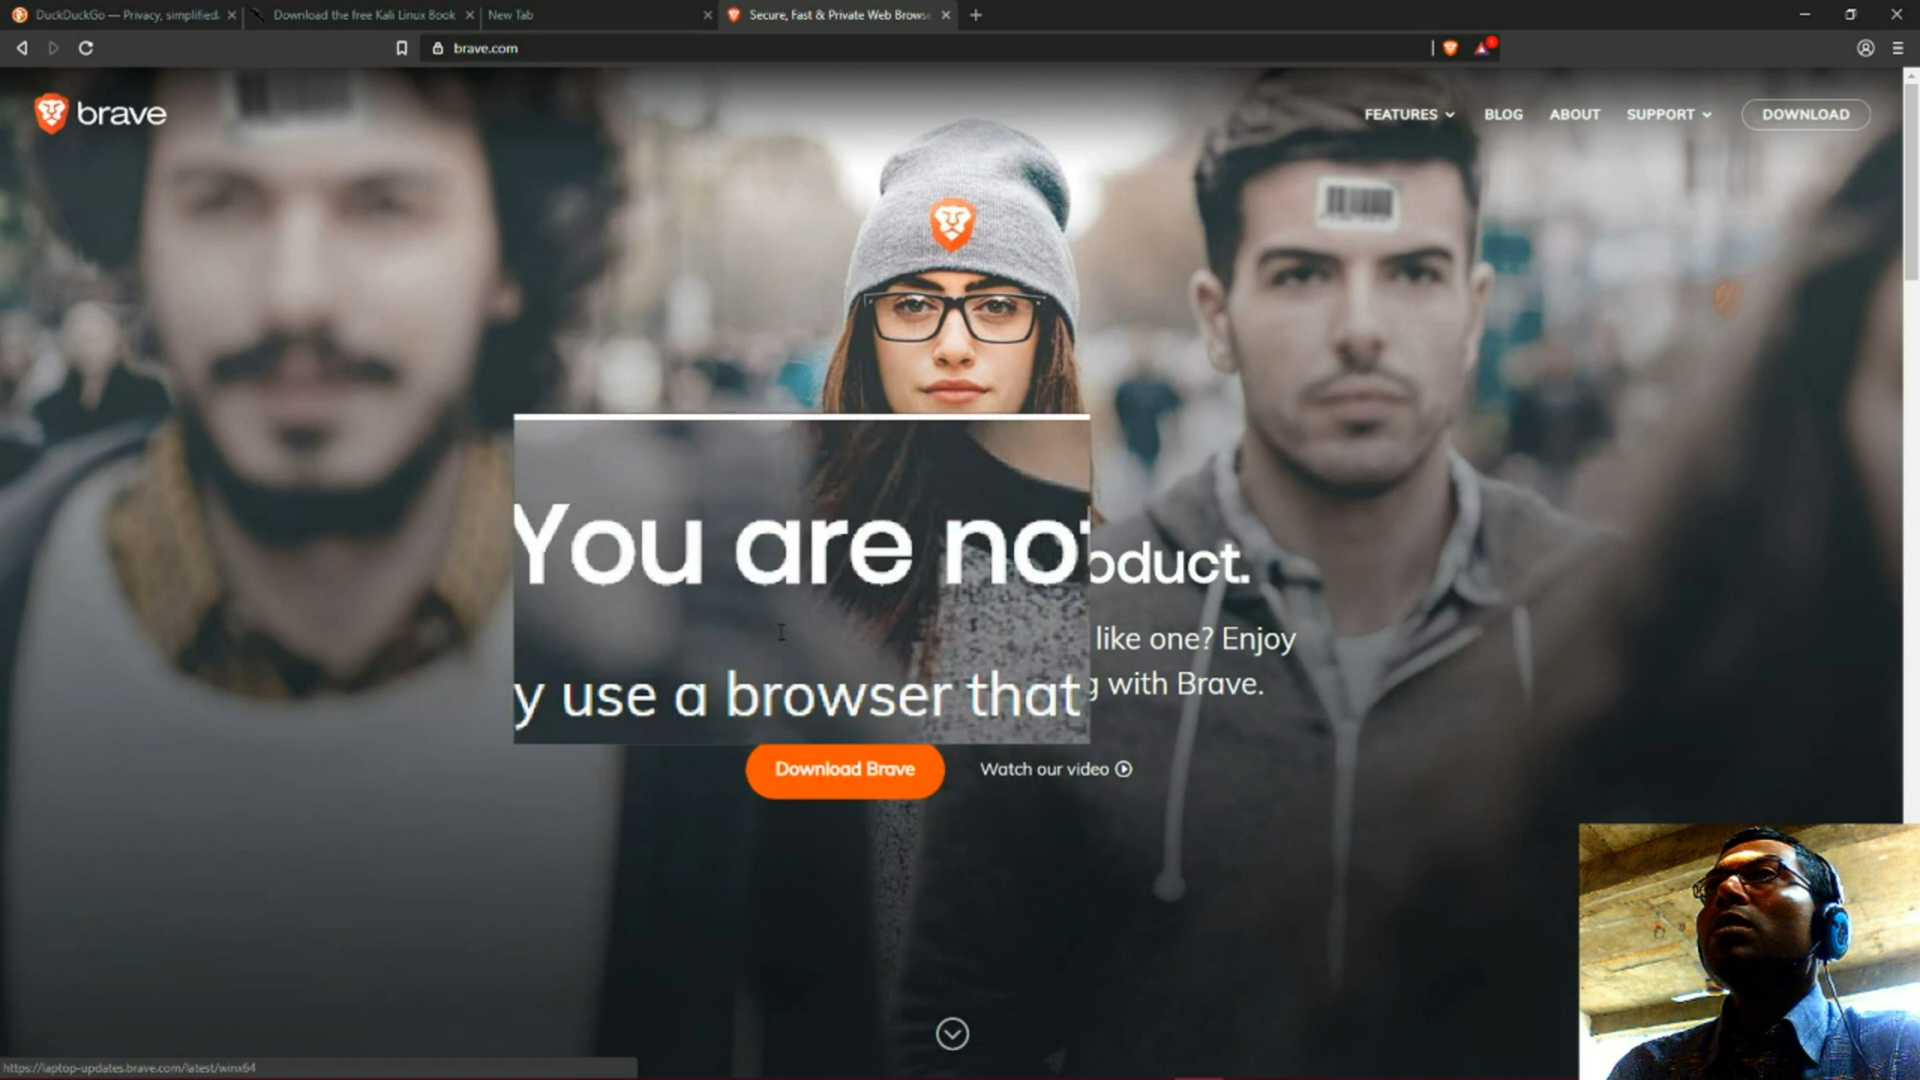 DuckDuckGo — Privacy, simplified.
Download the free Kali Linux Book
New Tab
Secure, Fast & Private Web Brows
brave.com
brave
FEATURES
BLOG
ABOUT
SUPPORT
DOWNLOAD
You are no
oduct.
like one? Enjoy
y use a browser that
g with Brave.
Download Brave
Watch our video
https://laptop-updates.brave.com/latest/winx64